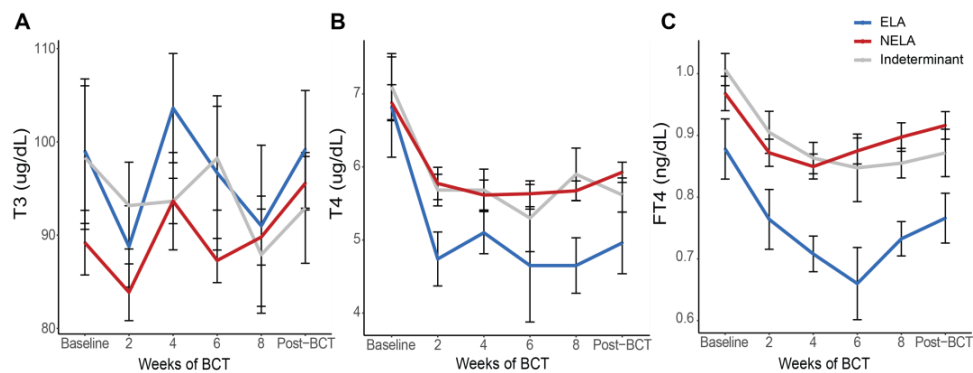 A
T3 (ug/dL)
110
100
90
80
Baseline 2 4 6 8 Post-BCT
Weeks of BCT
B
T4 (ug/dL)
7
6
5
4
Baseline 2 4 6 8 Post-BCT
Weeks of BCT
C
FT4 (ng/dL)
1.0
0.9
0.8
0.7
0.6
Baseline 2 4 6 8 Post-BCT
Weeks of BCT
ELA
NELA
Indeterminant